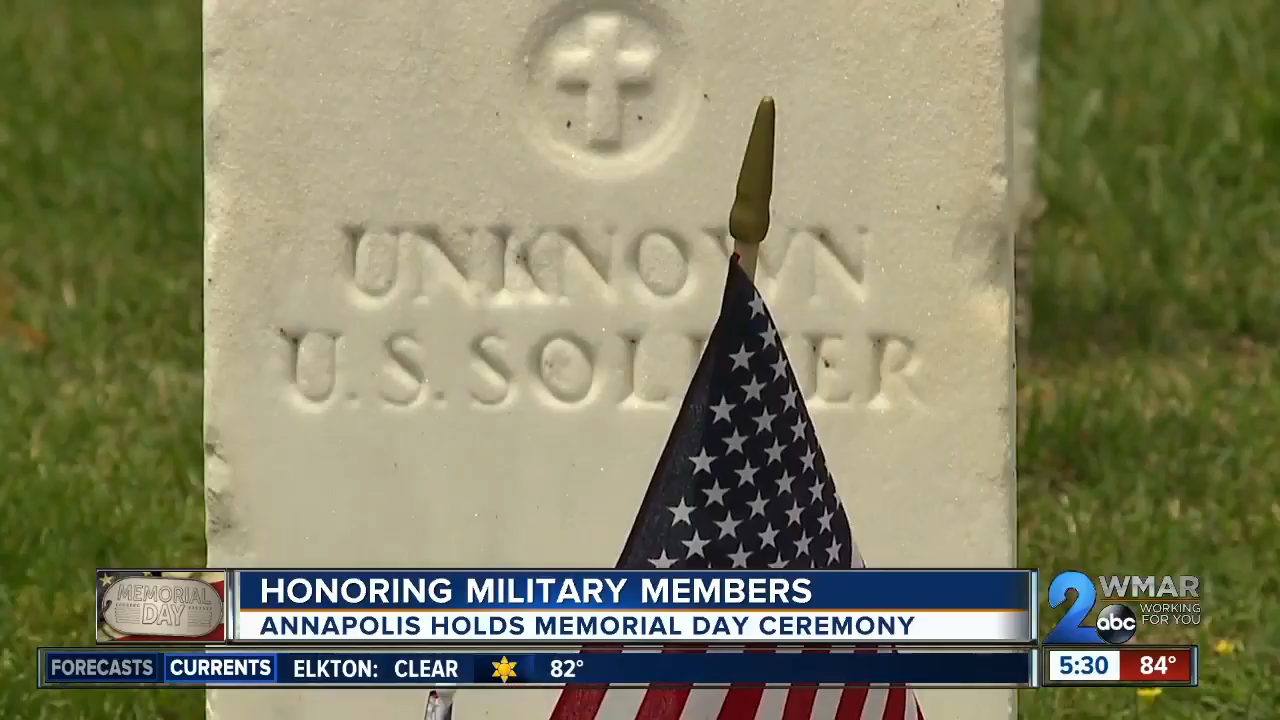 UNKNOWN
U.S. SOLDIER
MEMORIAL
DAY
HONORING MILITARY MEMBERS
ANNAPOLIS HOLDS MEMORIAL DAY CEREMONY
2 WMAR
abc
WORKING
FOR YOU
FORECASTS CURRENTS ELKTON: CLEAR 82°
5:30 84°